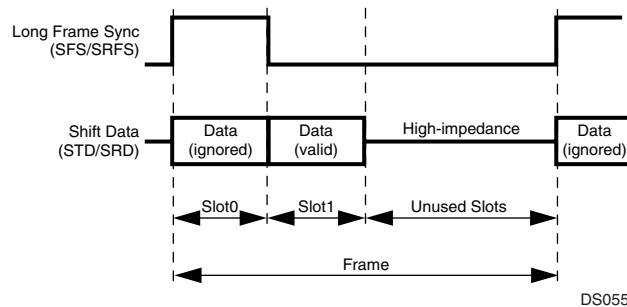 Long Frame Sync
(SFS/SRFS)
Shift Data
(STD/SRD)
Data
(ignored)
Data
(valid)
High-impedance
Data
(ignored)
Slot0
Slot1
Unused Slots
Frame
DS055